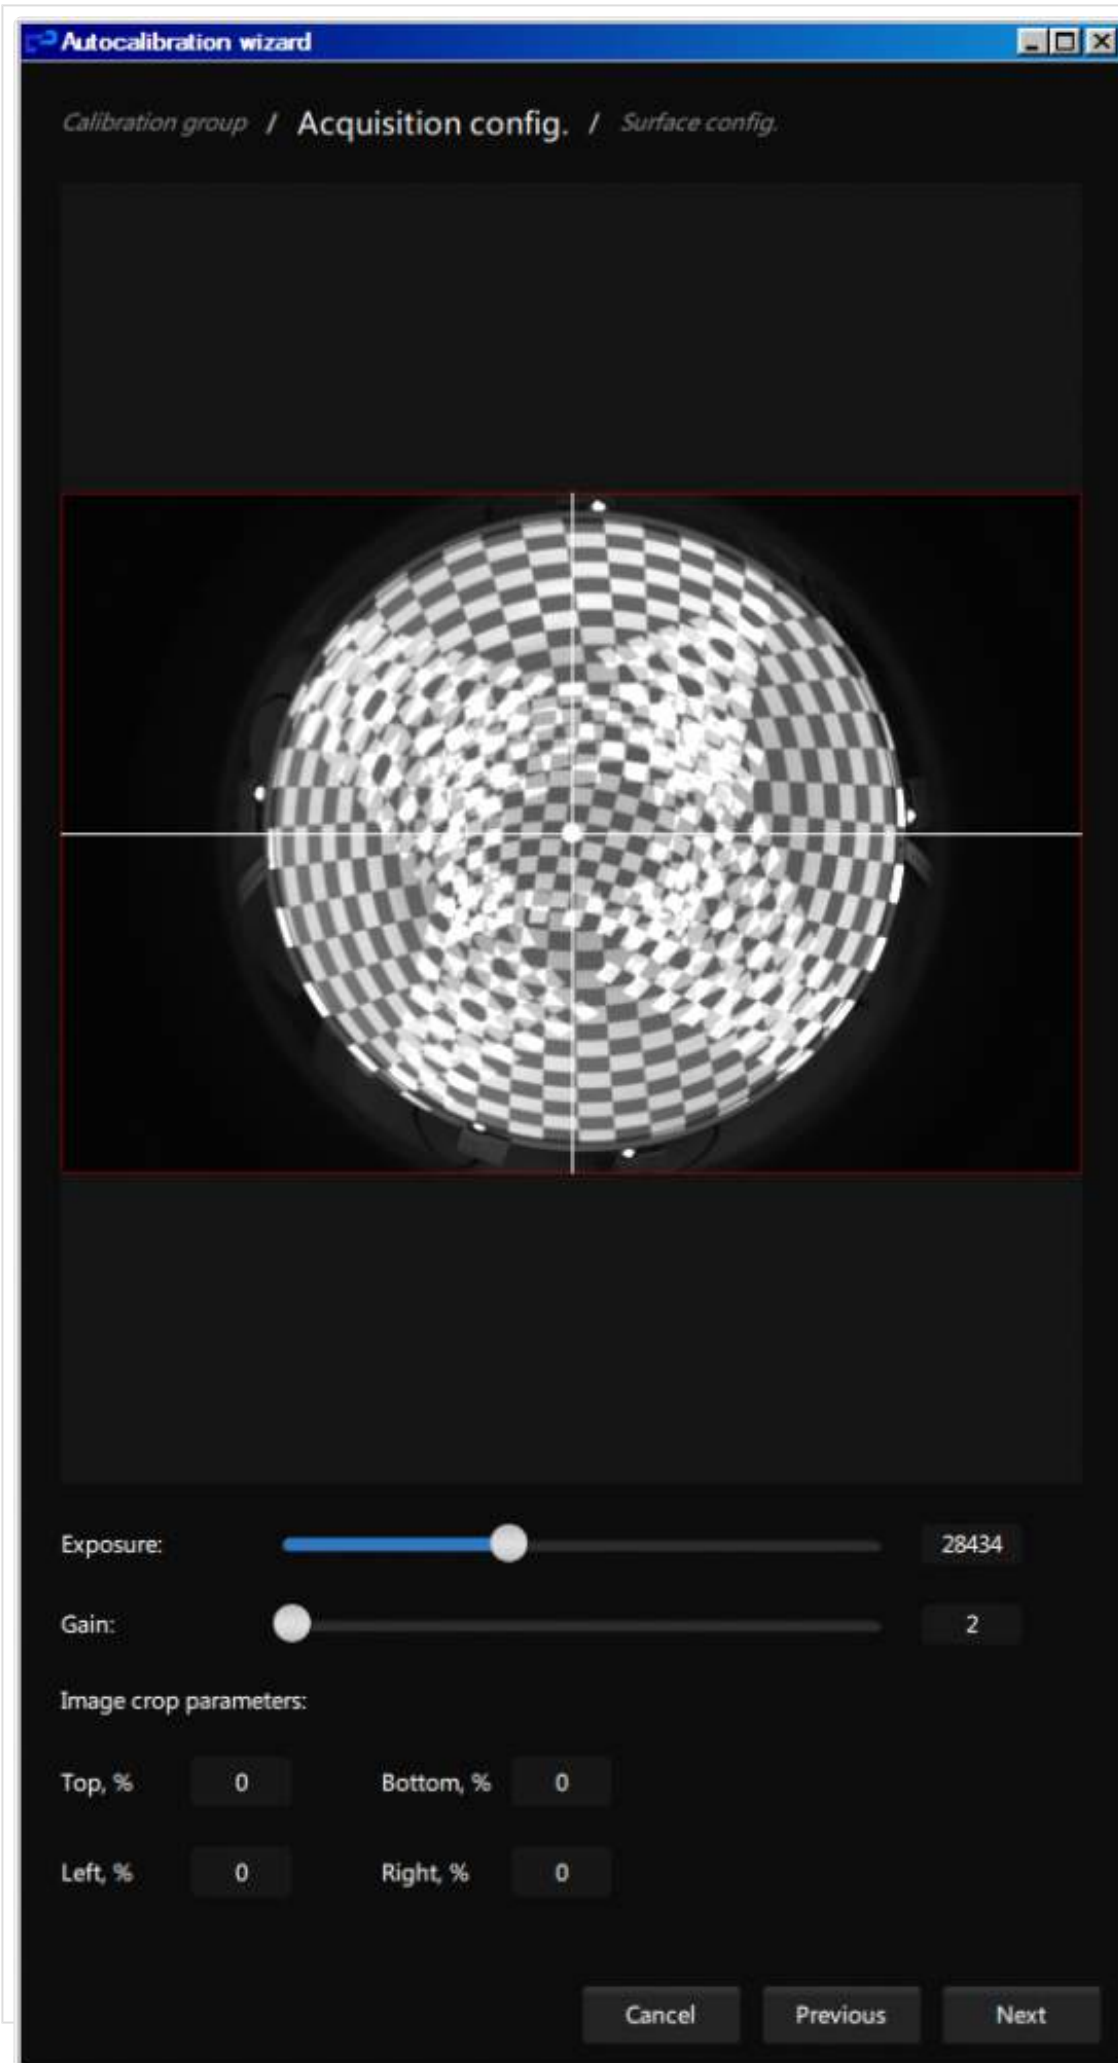 Autocalibration wizard
Calibration group / Acquisition config. / Surface config.
Exposure: 28434
Gain: 2
Image crop parameters:
Top, % 0 Bottom, % 0
Left, % 0 Right, % 0
Cancel Previous Next